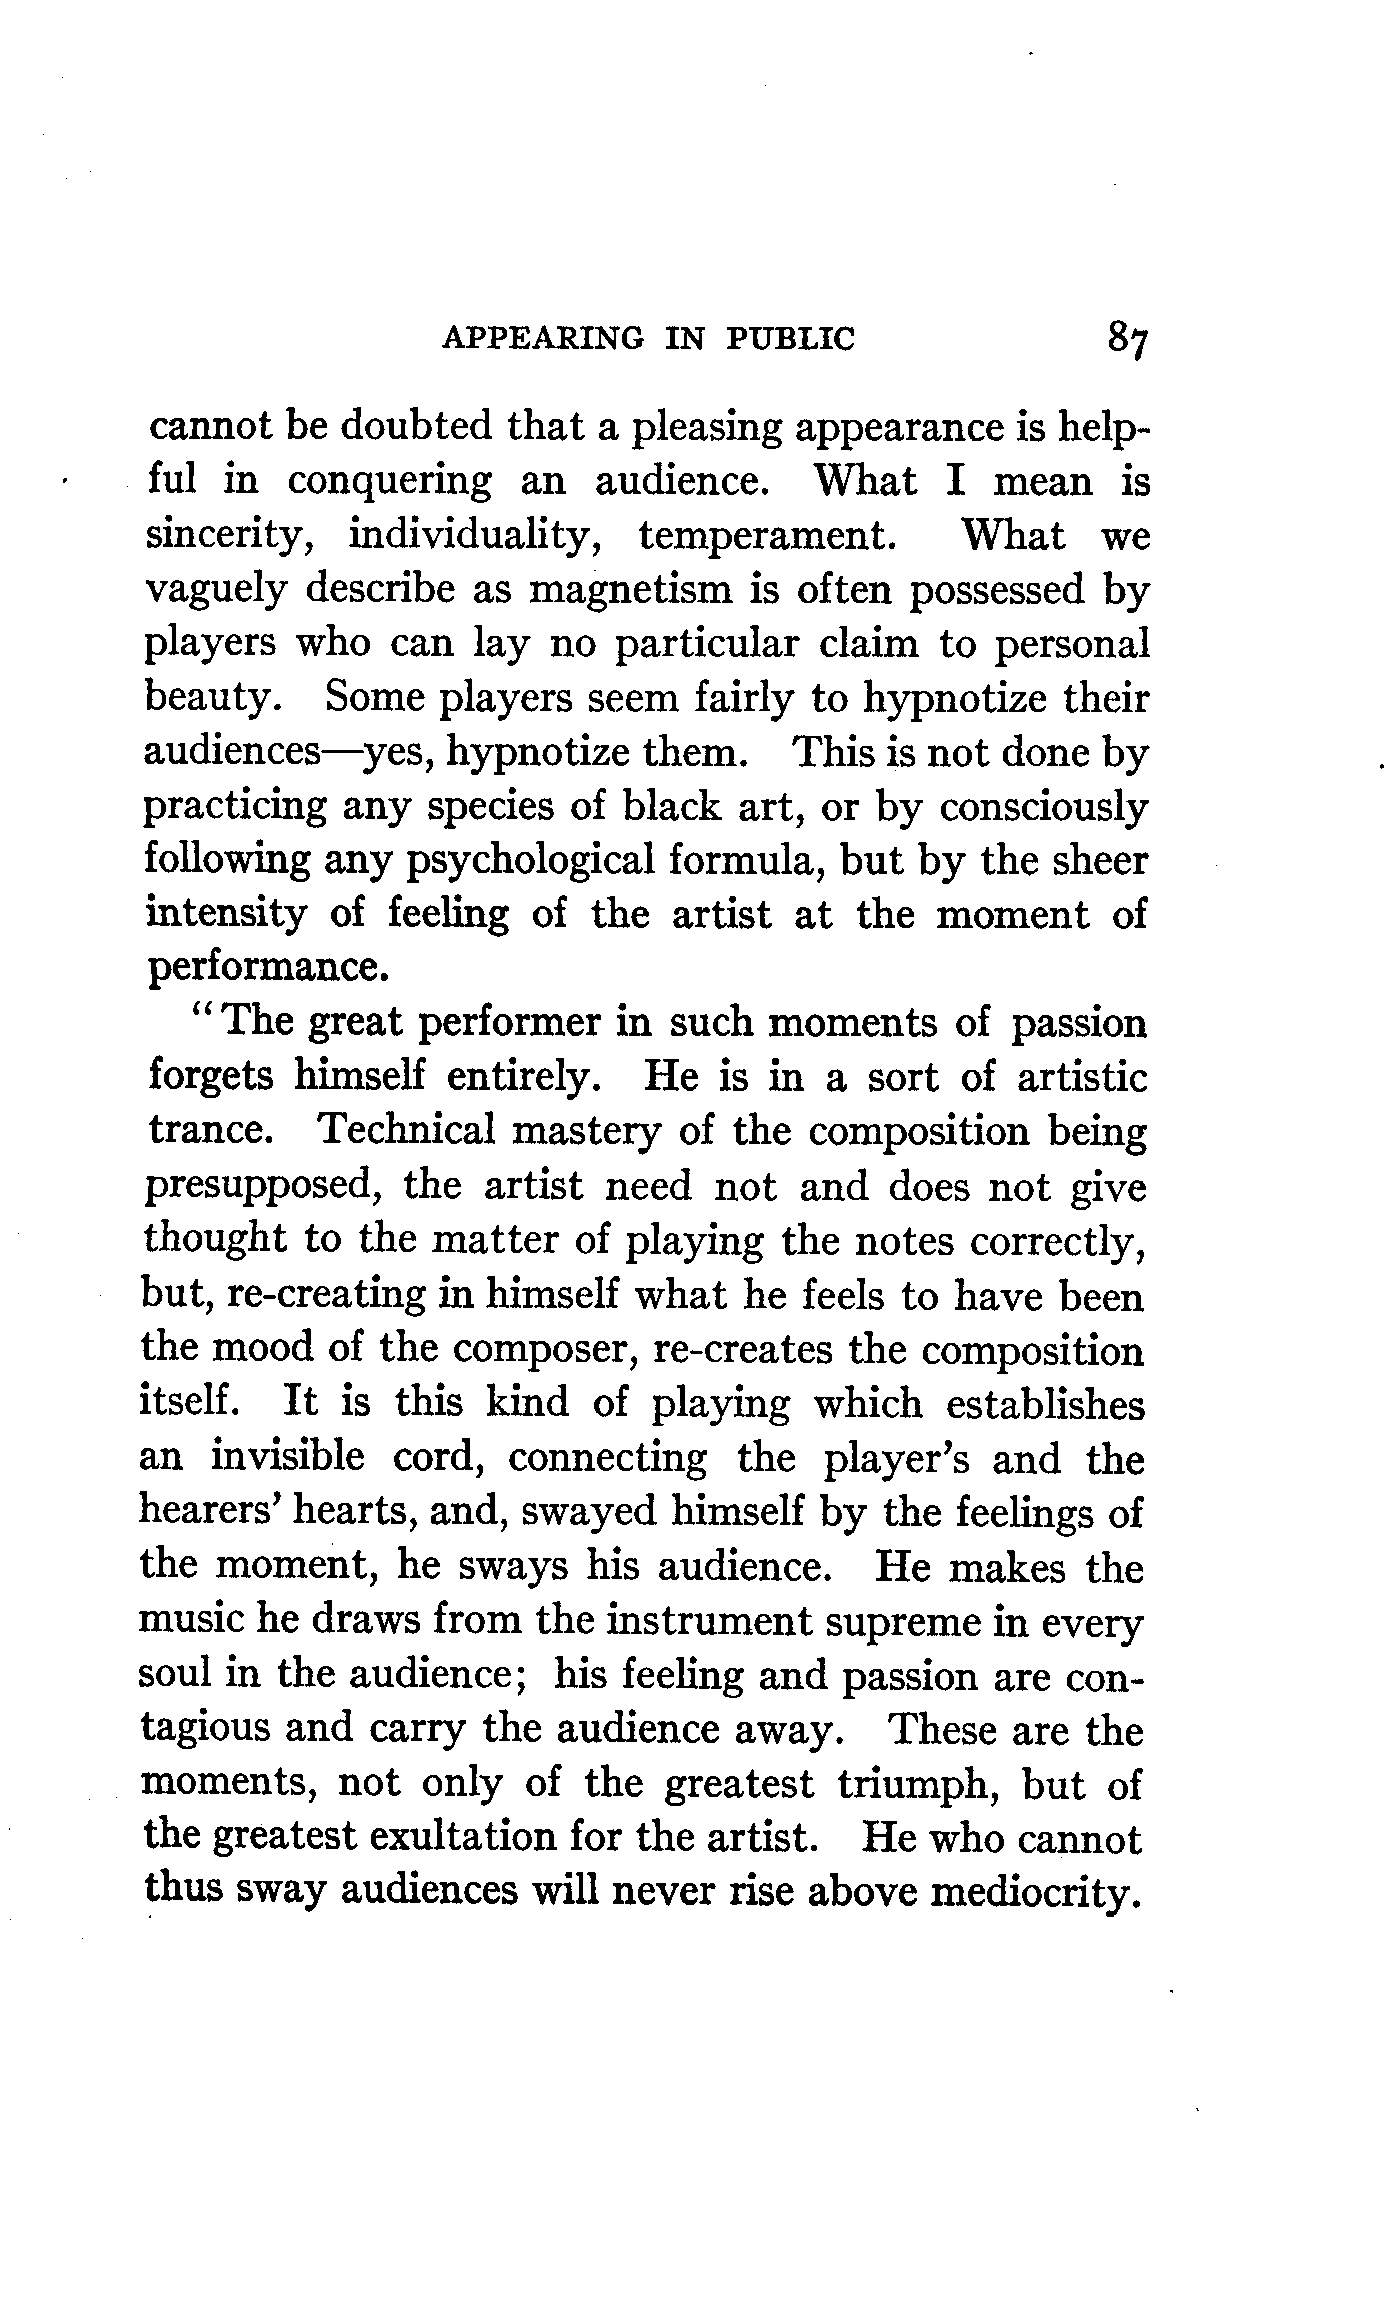 APPEARING IN PUBLIC 87
cannot be doubted that a pleasing appearance is help-
ful in conquering an audience. What I mean is
sincerity, individuality, temperament. What we
vaguely describe as magnetism is often possessed by
players who can lay no particular claim to personal
beauty. Some players seem fairly to hypnotize their
audiences—yes, hypnotize them. This is not done by
practicing any species of black art, or by consciously
following any psychological formula, but by the sheer
intensity of feeling of the artist at the moment of
performance.
"The great performer in such moments of passion
forgets himself entirely. He is in a sort of artistic
trance. Technical mastery of the composition being
presupposed, the artist need not and does not give
thought to the matter of playing the notes correctly,
but, re-creating in himself what he feels to have been
the mood of the composer, re-creates the composition
itself. It is this kind of playing which establishes
an invisible cord, connecting the player's and the
hearers' hearts, and, swayed himself by the feelings of
the moment, he sways his audience. He makes the
music he draws from the instrument supreme in every
soul in the audience; his feeling and passion are con-
tagious and carry the audience away. These are the
moments, not only of the greatest triumph, but of
the greatest exultation for the artist. He who cannot
thus sway audiences will never rise above mediocrity.